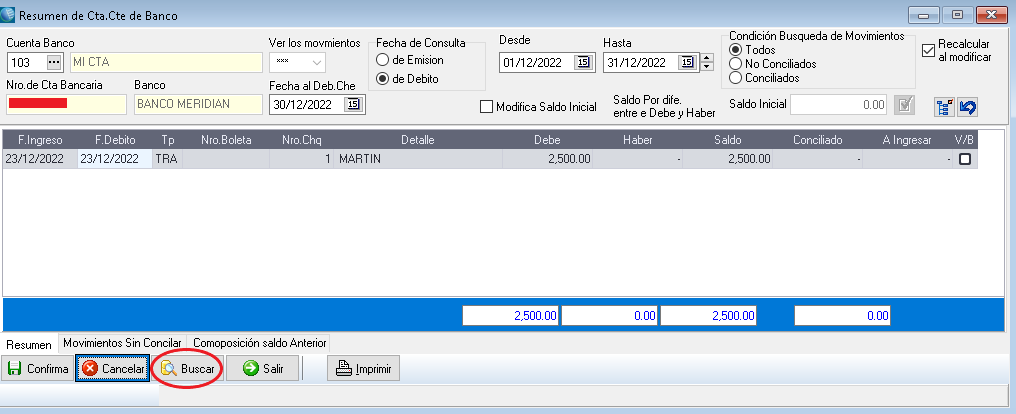 Resumen de Cta.Cte de Banco
Cuenta Banco
103 ... MI CTA
Nro.de Cta Bancaria Banco
BANCO MERIDIAN
Ver los movmientos
***
Fecha al Deb.Che
30/12/2022 15
Fecha de Consulta
de Emision
de Debito
Desde Hasta
01/12/2022 15 31/12/2022 15
Modifica Saldo Inicial
Saldo Por dife.
entre e Debe y Haber
Condición Busqueda de Movimientos
Todos
No Conciliados
Conciliados
Saldo Inicial 0.00
Recalcular
al modificar
F.Ingreso F.Debito Tp Nro.Boleta Nro.Chq Detalle Debe Haber Saldo Conciliado A Ingresar V/B
23/12/2022 23/12/2022 TRA 1 MARTIN 2,500.00 - 2,500.00 - -
2,500.00 0.00 2,500.00 0.00
Resumen Movimientos Sin Concilar Comoposición saldo Anterior
Confirma Cancelar Buscar Salir Imprimir